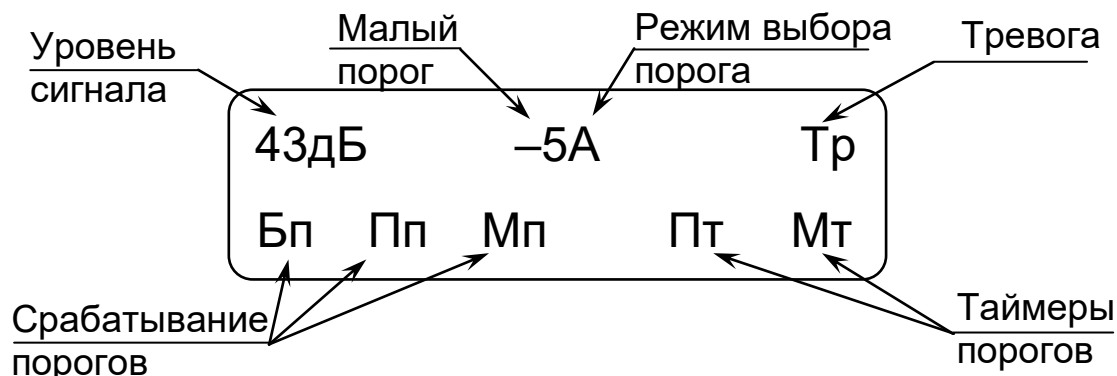 Уровень
сигнала
Малый
порог
Режим выбора
порога
Тревога
43дБ –5А Тр
Бп Пп Мп Пт Мт
Срабатывание
порогов
Таймеры
порогов